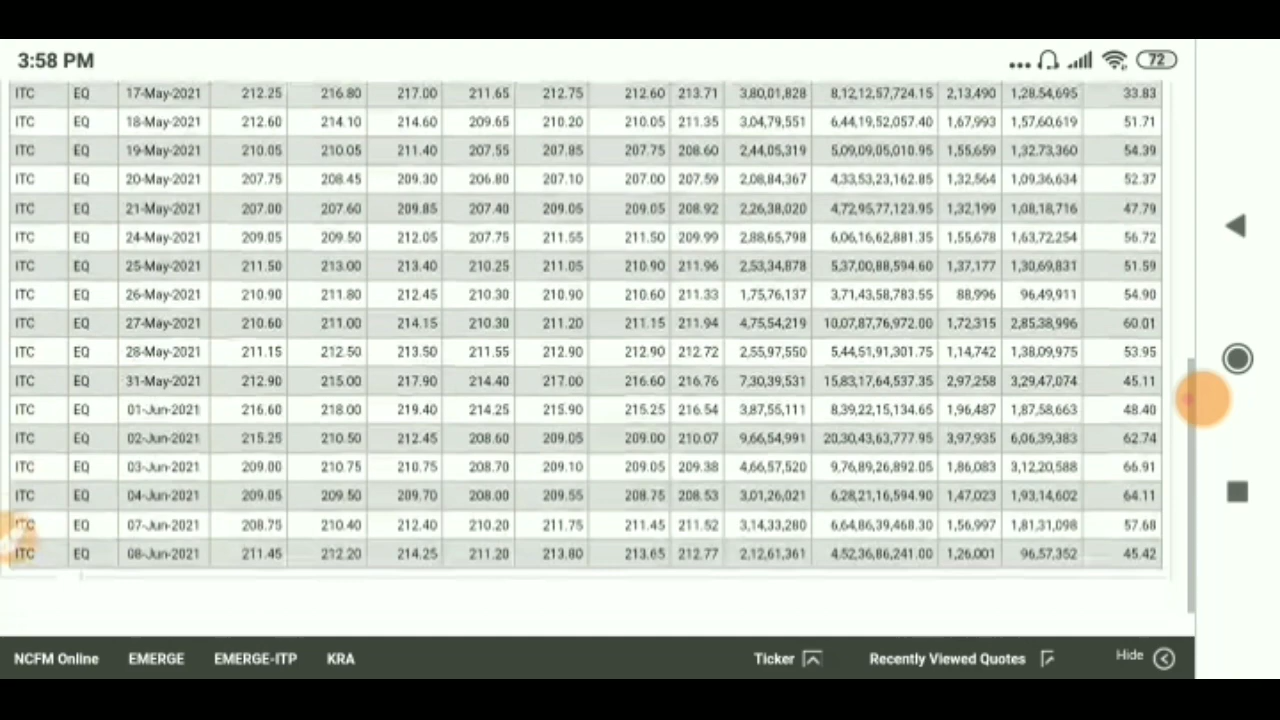 3:58 PM 72
ITC EQ 17-May-2021 212.25 216.80 217.00 211.65 212.75 212.60 213.71 3,80,01,828 8,12,12,57,724.15 2,13,490 1,28,54,695 33.83
ITC EQ 18-May-2021 212.60 214.10 214.60 209.65 210.20 210.05 211.35 3,04,79,551 6,44,19,52,057.40 1,67,993 1,57,60,619 51.71
ITC EQ 19-May-2021 210.05 210.05 211.40 207.55 207.85 207.75 208.60 2,44,05,319 5,09,09,05,010.95 1,55,659 1,32,73,360 54.39
ITC EQ 20-May-2021 207.75 208.45 209.30 206.80 207.10 207.00 207.59 2,08,84,367 4,33,53,23,162.85 1,32,564 1,09,36,634 52.37
ITC EQ 21-May-2021 207.00 207.60 209.85 207.40 209.05 209.05 208.92 2,26,38,020 4,72,95,77,123.95 1,32,199 1,08,18,716 47.79
ITC EQ 24-May-2021 209.05 209.50 212.05 207.75 211.55 211.50 209.99 2,88,65,798 6,06,16,62,881.35 1,55,678 1,63,72,254 56.72
ITC EQ 25-May-2021 211.50 213.00 213.40 210.25 211.05 210.90 211.96 2,53,34,878 5,37,00,88,594.60 1,37,177 1,30,69,831 51.59
ITC EQ 26-May-2021 210.90 211.80 212.45 210.30 210.90 210.60 211.33 1,75,76,137 3,71,43,58,783.55 88,996 96,49,911 54.90
ITC EQ 27-May-2021 210.60 211.00 214.15 210.30 211.20 211.15 211.94 4,75,54,219 10,07,87,76,972.00 1,72,315 2,85,38,996 60.01
ITC EQ 28-May-2021 211.15 212.50 213.50 211.55 212.90 212.90 212.72 2,55,97,550 5,44,51,91,301.75 1,14,742 1,38,09,975 53.95
ITC EQ 31-May-2021 212.90 215.00 217.90 214.40 217.00 216.60 216.76 7,30,39,531 15,83,17,64,537.35 2,97,258 3,29,47,074 45.11
ITC EQ 01-Jun-2021 216.60 218.00 219.40 214.25 215.90 215.25 216.54 3,87,55,111 8,39,22,15,134.65 1,96,487 1,87,58,663 48.40
ITC EQ 02-Jun-2021 215.25 210.50 212.45 208.60 209.05 209.00 210.07 9,66,54,991 20,30,43,63,777.95 3,97,935 6,06,39,383 62.74
ITC EQ 03-Jun-2021 209.00 210.75 210.75 208.70 209.10 209.05 209.38 4,66,57,520 9,76,89,26,892.05 1,86,083 3,12,20,588 66.91
ITC EQ 04-Jun-2021 209.05 209.50 209.70 208.00 209.55 208.75 208.53 3,01,26,021 6,28,21,16,594.90 1,47,023 1,93,14,602 64.11
ITC EQ 07-Jun-2021 208.75 210.40 212.40 210.20 211.75 211.45 211.52 3,14,33,280 6,64,86,39,468.30 1,56,997 1,81,31,098 57.68
ITC EQ 08-Jun-2021 211.45 212.20 214.25 211.20 213.80 213.65 212.77 2,12,61,361 4,52,36,86,241.00 1,26,001 96,57,352 45.42
NCFM Online EMERGE EMERGE-ITP KRA Ticker Recently Viewed Quotes Hide